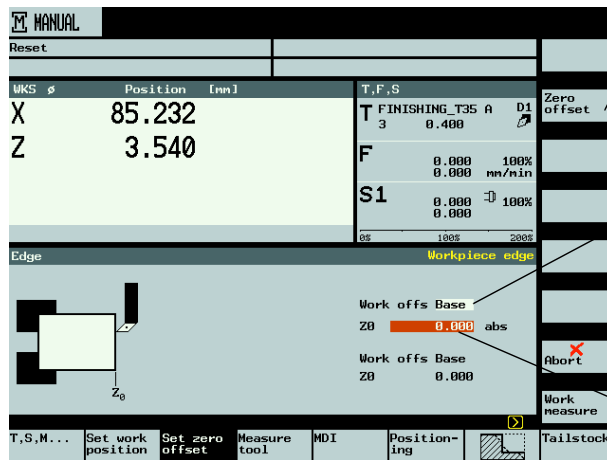 M MANUAL
Reset
WKS ø Position [mm]
X 85.232
Z 3.540
T,F,S
T FINISHING_T35 A D1
3 0.400
F 0.000 100%
0.000 mm/min
S1 0.000 100%
0.000
0% 100% 200%
Zero
offset
Edge Workpiece edge
Work offs Base
Z0 0.000 abs
Work offs Base
Z0 0.000
Z0
Abort
Work
measure
T,S,M...
Set work
position
Set zero
offset
Measure
tool
MDI
Position-
ing
Tailstock